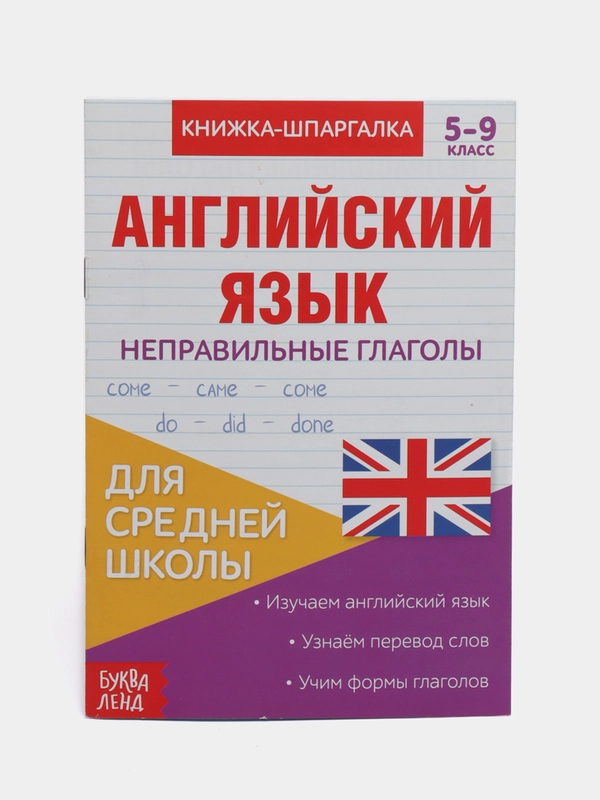 КНИЖКА-ШПАРГАЛКА
5-9
КЛАСС
АНГЛИЙСКИЙ
ЯЗЫК
НЕПРАВИЛЬНЫЕ ГЛАГОЛЫ
come - came - come
do - did - done
ДЛЯ
СРЕДНЕЙ
ШКОЛЫ
• Изучаем английский язык
• Узнаём перевод слов
• Учим формы глаголов
БУКВА
ЛЕНД